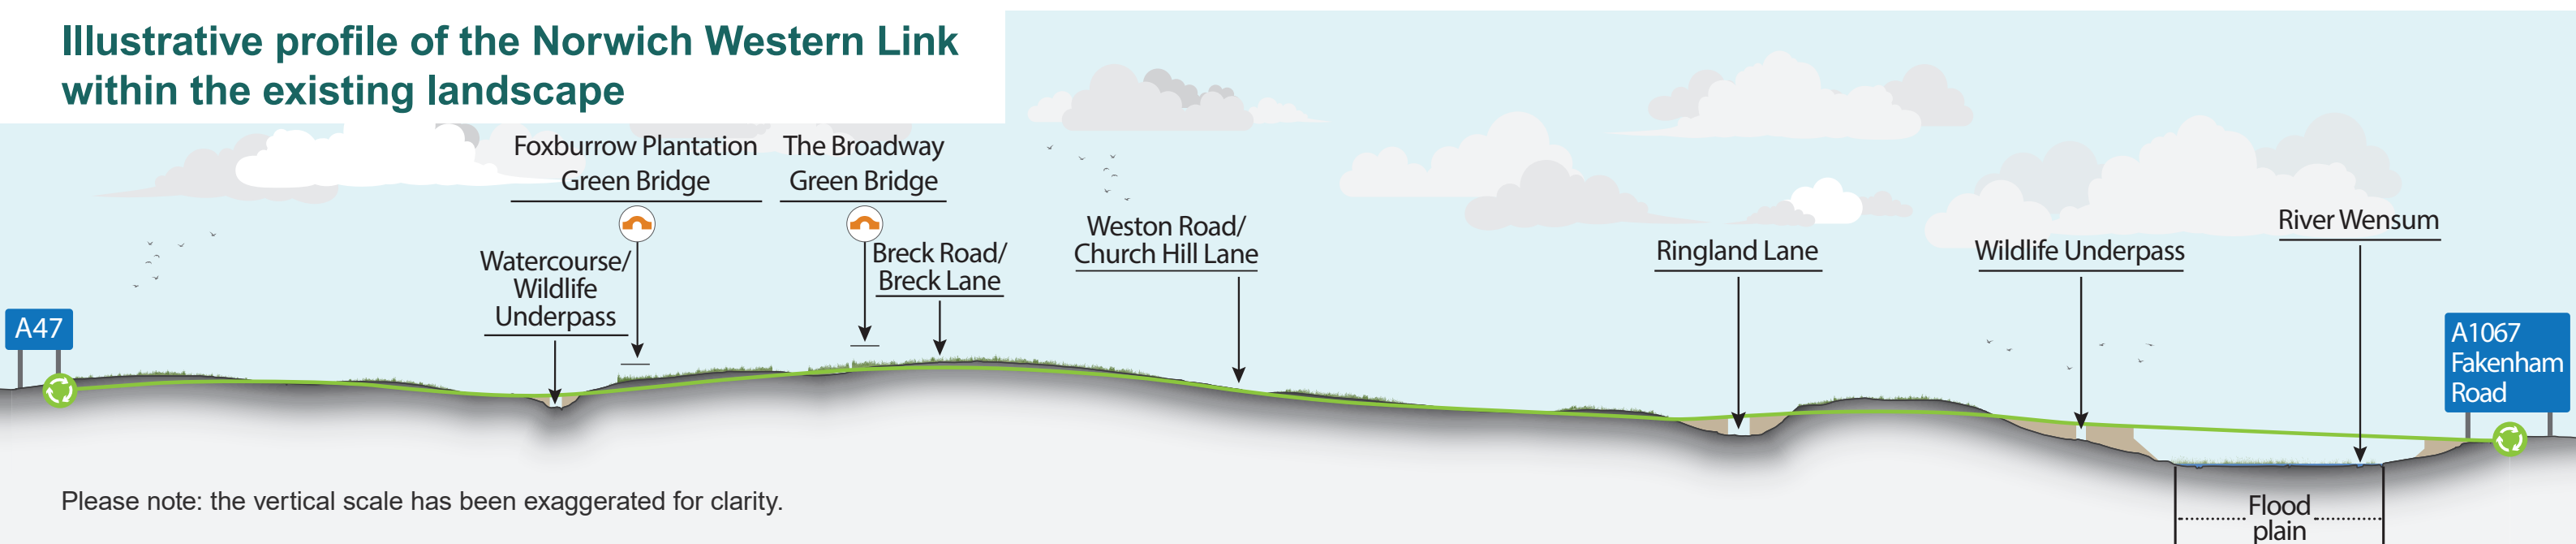 Illustrative profile of the Norwich Western Link
within the existing landscape
A47
Watercourse/
Wildlife
Underpass
Foxburrow Plantation
Green Bridge
The Broadway
Green Bridge
Breck Road/
Breck Lane
Weston Road/
Church Hill Lane
Ringland Lane
Wildlife Underpass
River Wensum
A1067
Fakenham
Road
Flood
plain
Please note: the vertical scale has been exaggerated for clarity.